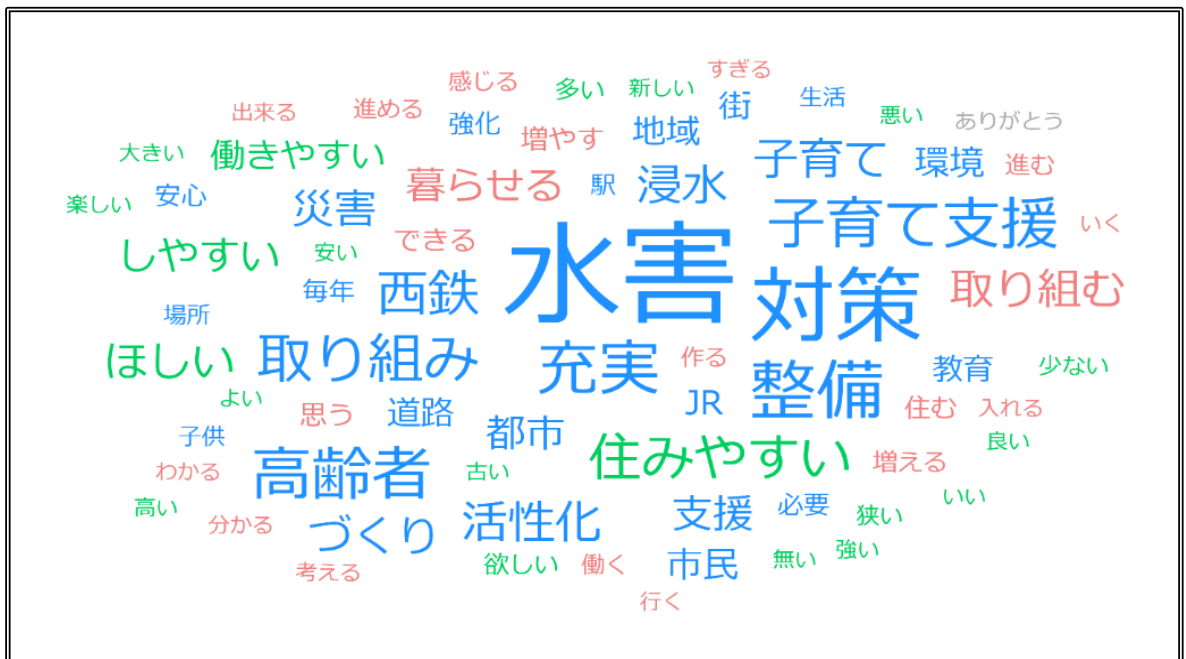 すぎる
感じる 多い 新しい 街 生活
出来る 進める 強化 増やす 地域 悪い ありがとう
大きい 働きやすい 子育て 環境 進む
楽しい 安心 災害 暮らせる 駅 浸水 子育て支援 いく
しやすい 安い できる 水害
毎年 西鉄 対策 取り組む
場所
ほしい 取り組み 充実 作る 整備 教育 少ない
よい 思う 道路 JR 住む 入れる
子供 都市 良い
わかる 高齢者 古い 住みやすい 増える
高い 分かる づくり 活性化 支援 必要 狭い いい
考える 欲しい 働く 市民 無い 強い
行く